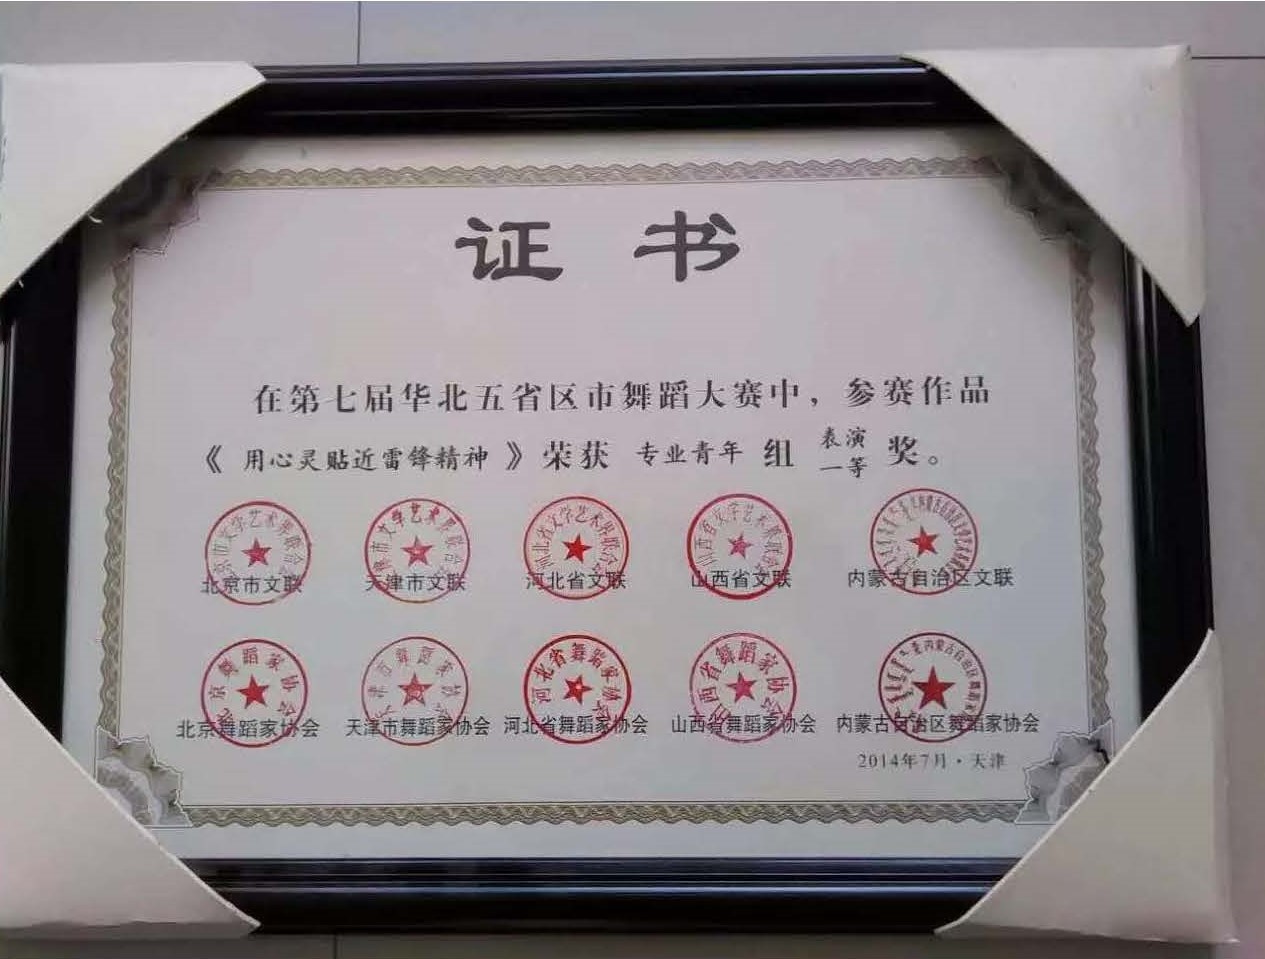 证书
在第七届华北五省区市舞蹈大赛中，参赛作品
《用心灵贴近雷锋精神》荣获 专业青年 组 表演一等 奖。
北京市文联 天津市文联 河北省文联 山西省文联 内蒙古自治区文联
北京舞蹈家协会 天津市舞蹈家协会 河北省舞蹈家协会 山西省舞蹈家协会 内蒙古自治区舞蹈家协会
2014年7月·天津